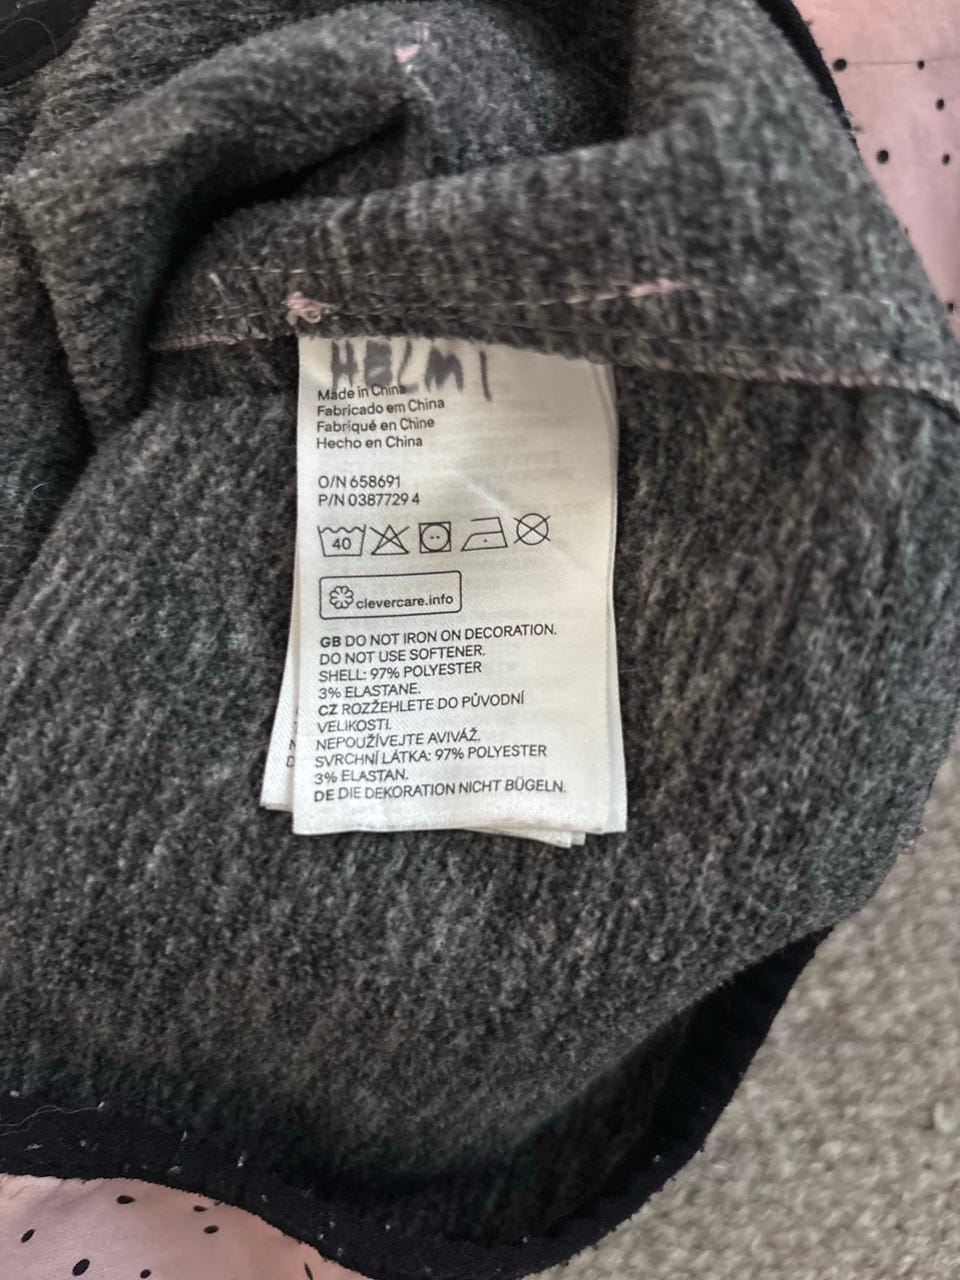 HELMI
Made in China
Fabricado em China
Fabriqué en Chine
Hecho en China
O/N 658691
P/N 0387729 4
40
clevercare.info
GB DO NOT IRON ON DECORATION.
DO NOT USE SOFTENER.
SHELL: 97% POLYESTER
3% ELASTANE.
CZ ROZŽEHLETE DO PŮVODNÍ
VELIKOSTI.
NEPOUŽÍVEJTE AVIVÁŽ.
SVRCHNÍ LÁTKA: 97% POLYESTER
3% ELASTAN.
DE DIE DEKORATION NICHT BÜGELN.